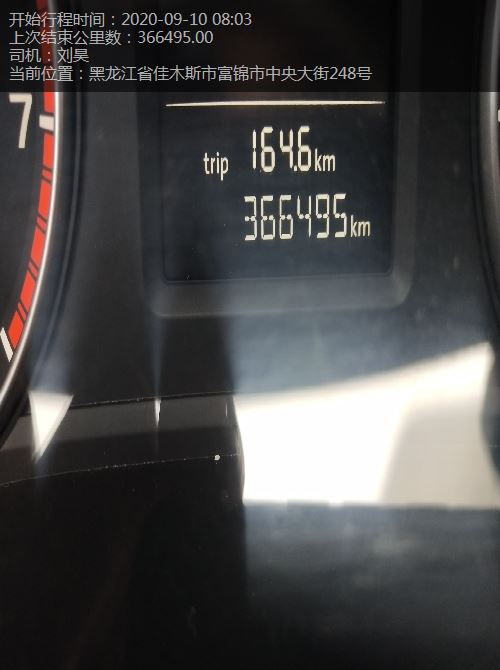 开始行程时间：2020-09-10 08:03
上次结束公里数：366495.00
司机：刘昊
当前位置：黑龙江省佳木斯市富锦市中央大街248号
7
trip 164.6km
366495km